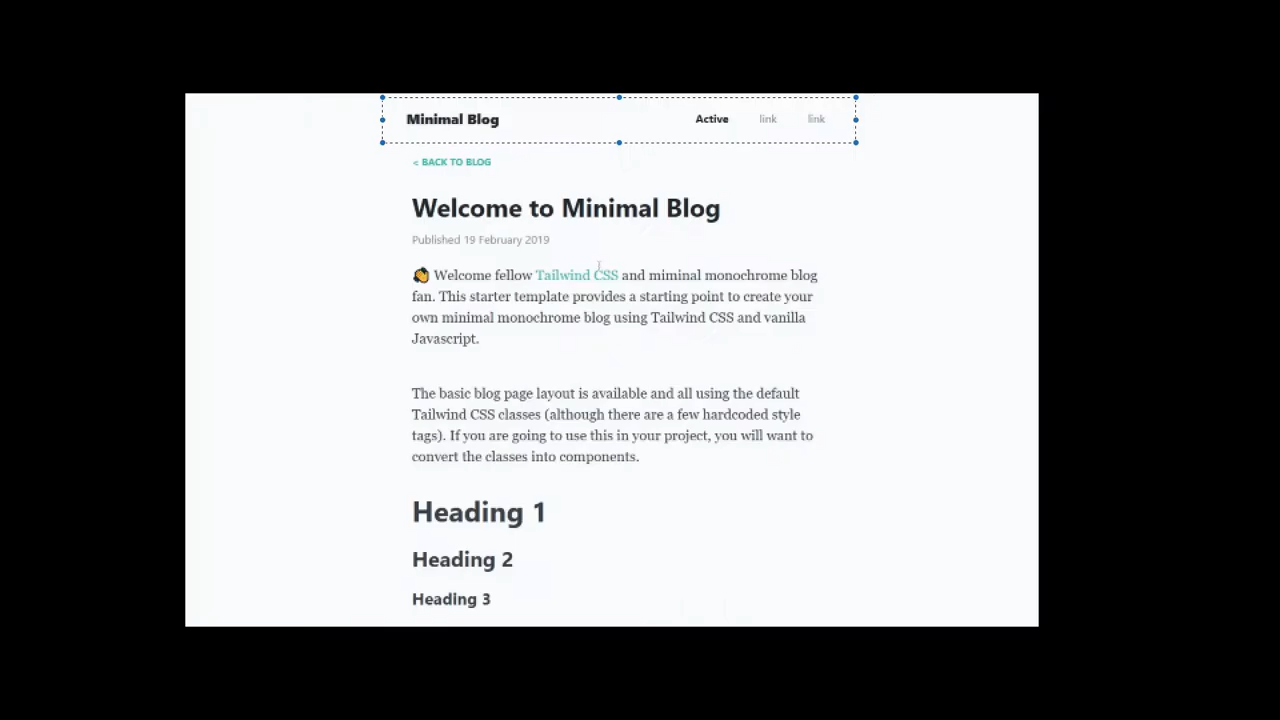 Minimal Blog Active link link
< BACK TO BLOG
Welcome to Minimal Blog
Published 19 February 2019
👋 Welcome fellow Tailwind CSS and miminal monochrome blog
fan. This starter template provides a starting point to create your
own minimal monochrome blog using Tailwind CSS and vanilla
Javascript.
The basic blog page layout is available and all using the default
Tailwind CSS classes (although there are a few hardcoded style
tags). If you are going to use this in your project, you will want to
convert the classes into components.
Heading 1
Heading 2
Heading 3